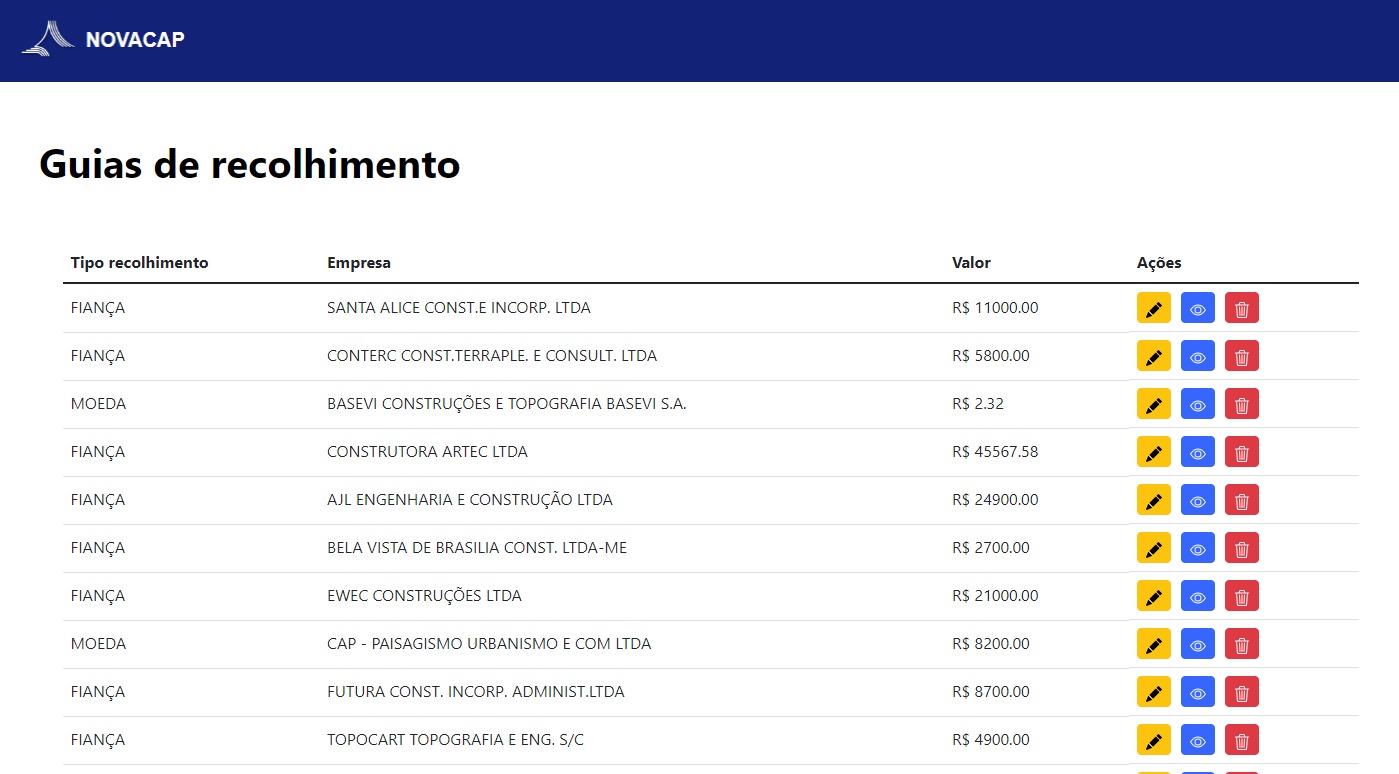 NOVACAP
Guias de recolhimento
Tipo recolhimento Empresa Valor Ações
FIANÇA SANTA ALICE CONST.E INCORP. LTDA R$ 11000.00
FIANÇA CONTERC CONST.TERRAPLE. E CONSULT. LTDA R$ 5800.00
MOEDA BASEVI CONSTRUÇÕES E TOPOGRAFIA BASEVI S.A. R$ 2.32
FIANÇA CONSTRUTORA ARTEC LTDA R$ 45567.58
FIANÇA AJL ENGENHARIA E CONSTRUÇÃO LTDA R$ 24900.00
FIANÇA BELA VISTA DE BRASILIA CONST. LTDA-ME R$ 2700.00
FIANÇA EWEC CONSTRUÇÕES LTDA R$ 21000.00
MOEDA CAP - PAISAGISMO URBANISMO E COM LTDA R$ 8200.00
FIANÇA FUTURA CONST. INCORP. ADMINIST.LTDA R$ 8700.00
FIANÇA TOPOCART TOPOGRAFIA E ENG. S/C R$ 4900.00